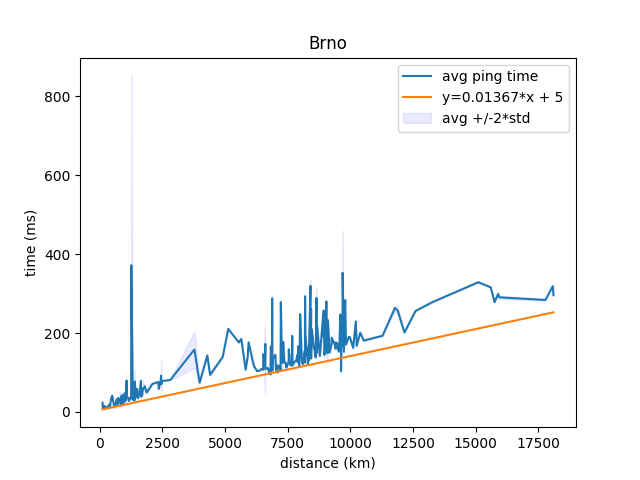 Brno
avg ping time
y=0.01367*x + 5
avg +/-2*std
800
600
400
200
0
time (ms)
0 2500 5000 7500 10000 12500 15000 17500
distance (km)